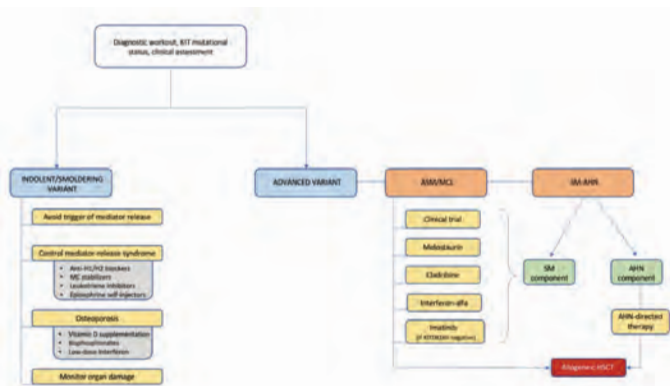 Diagnostic workout, KIT mutational
status, clinical assessment
INDOLENT/SMOLDERING
VARIANT
ADVANCED VARIANT
ASM/MCL
SM-AHN
Avoid trigger of mediator release
Control mediator-release syndrome
• Anti-H1/H2 blockers
• MC stabilizers
• Leukotriene inhibitors
• Epinephrine self-injectors
Osteoporosis
• Vitamin D supplementation
• Bisphosphonates
• Low-dose Interferon
Monitor organ damage
Clinical trial
Midostaurin
Cladribine
Interferon-alfa
Imatinib
(if KITD816V-negative)
SM
component
AHN
component
AHN-directed
therapy
Allogeneic HSCT